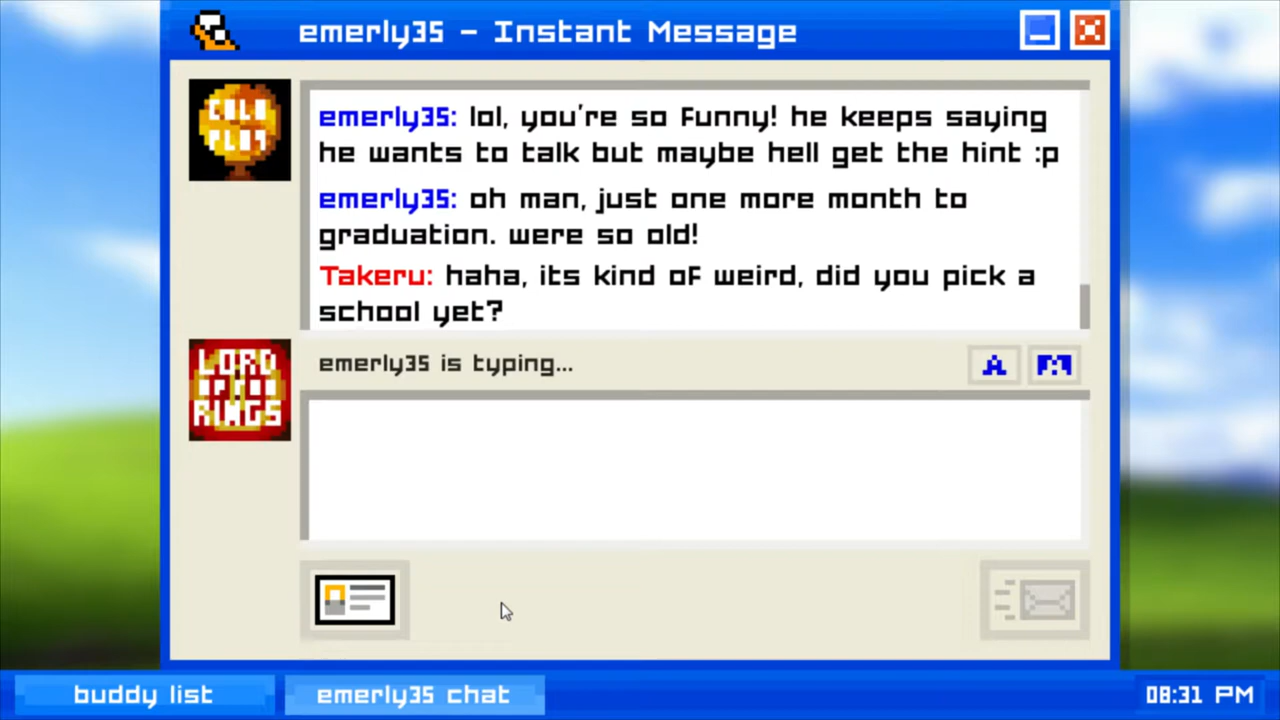 emerly35 - Instant Message
COLD
PLAY
emerly35: lol, you're so funny! he keeps saying
he wants to talk but maybe hell get the hint :p
emerly35: oh man, just one more month to
graduation. were so old!
Takeru: haha, its kind of weird, did you pick a
school yet?
LORD
OF THE
RINGS
emerly35 is typing...
A
buddy list
emerly35 chat
08:31 PM